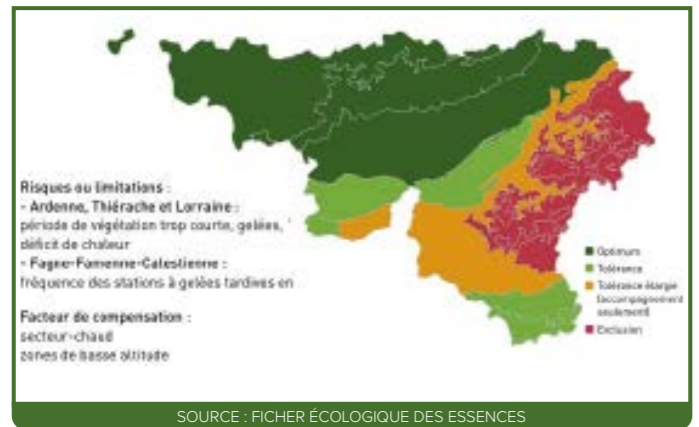 Risques ou limitations :
- Ardenne, Thiérache et Lorraine :
période de végétation trop courte, gelées,
déficit de chaleur
- Fagne-Famenne-Calestienne :
fréquence des stations à gelées tardives en
Facteur de compensation :
secteur-chaud
zones de basse altitude
Optimum
Tolérance
Tolérance élargie
(accompagnement
seulement)
Exclusion
SOURCE : FICHER ÉCOLOGIQUE DES ESSENCES